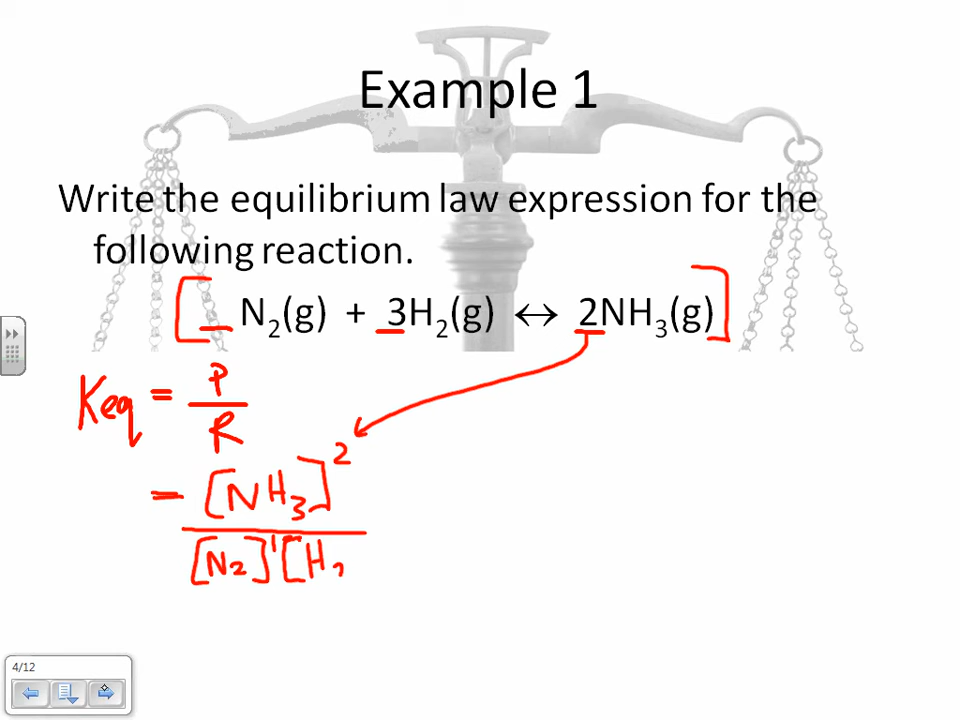 Example 1
Write the equilibrium law expression for the
following reaction.
[_ N₂(g) + 3H₂(g) ↔ 2NH₃(g)]
Keq = P
R
= [NH₃]²
[N₂]¹ [H₂
4/12